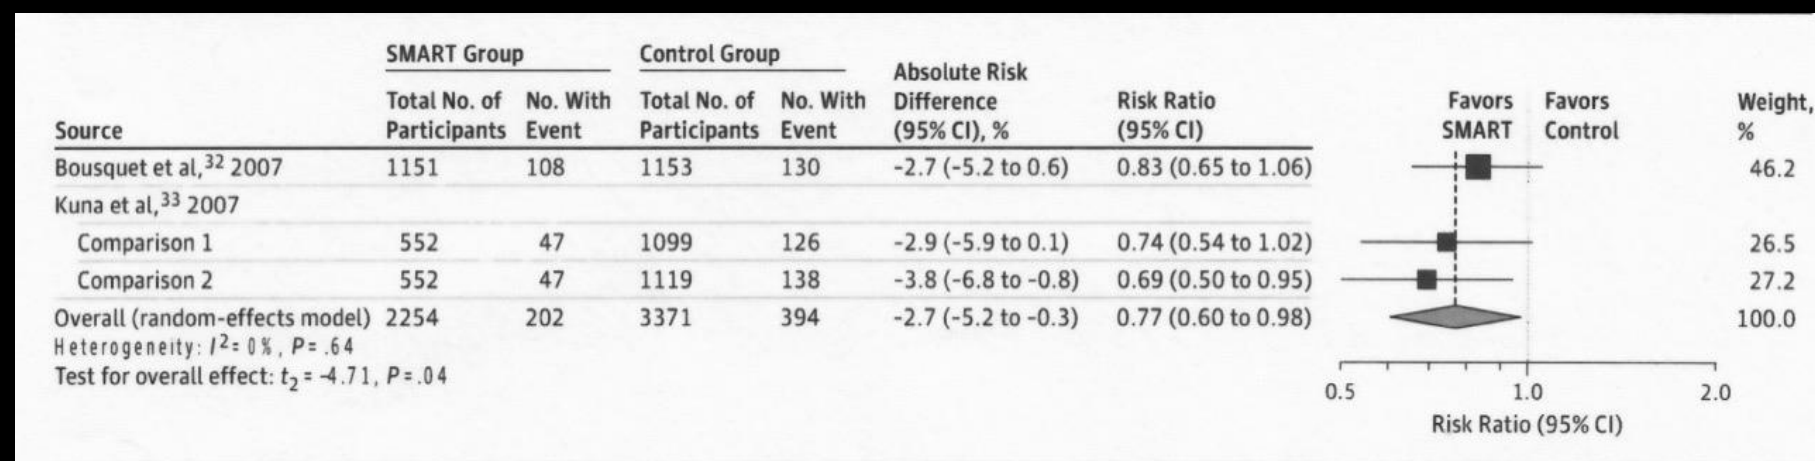 SMART Group Control Group
Absolute Risk
Total No. of No. With Total No. of No. With Difference Risk Ratio Favors Favors Weight,
Source Participants Event Participants Event (95% CI), % (95% CI) SMART Control %
Bousquet et al,32 2007 1151 108 1153 130 -2.7 (-5.2 to 0.6) 0.83 (0.65 to 1.06) 46.2
Kuna et al,33 2007
Comparison 1 552 47 1099 126 -2.9 (-5.9 to 0.1) 0.74 (0.54 to 1.02) 26.5
Comparison 2 552 47 1119 138 -3.8 (-6.8 to -0.8) 0.69 (0.50 to 0.95) 27.2
Overall (random-effects model) 2254 202 3371 394 -2.7 (-5.2 to -0.3) 0.77 (0.60 to 0.98) 100.0
Heterogeneity: I2= 0%, P= .64
Test for overall effect: t2 = -4.71, P=.04
0.5 1.0 2.0
Risk Ratio (95% CI)